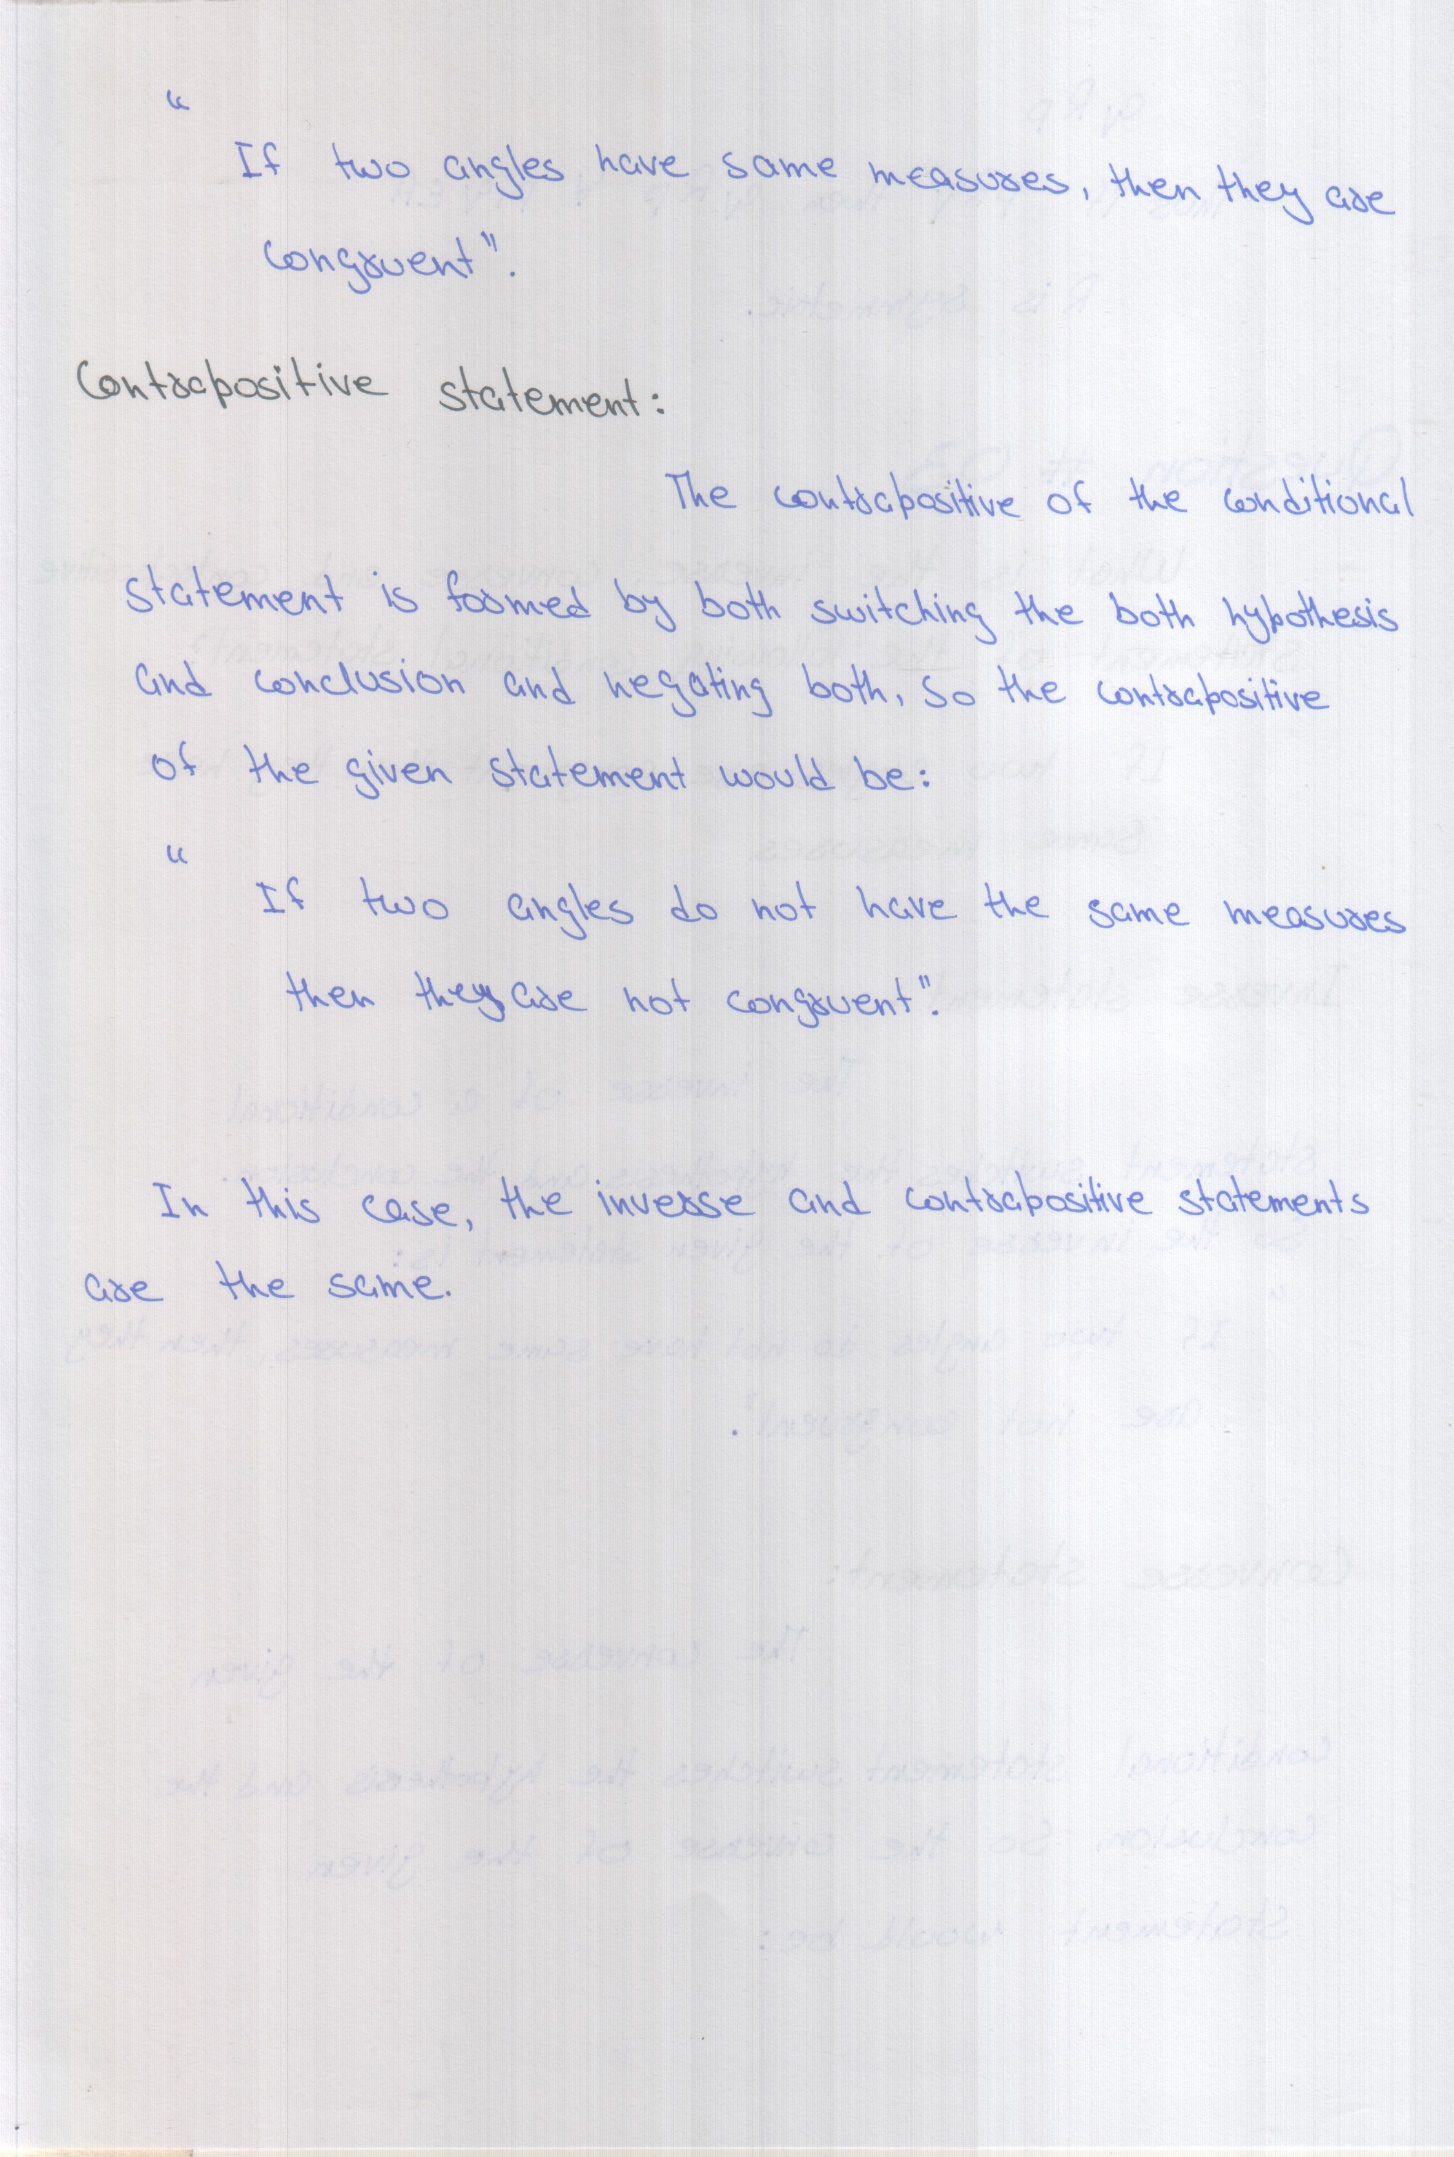 "
If two angles have same measures, then they are
congruent".
Contrapositive statement:
The contrapositive of the conditional
statement is formed by both switching the both hypothesis
and conclusion and negating both, so the contrapositive
of the given statement would be:
"
If two angles do not have the same measures
then they are not congruent".
In this case, the inverse and contrapositive statements
are the same.